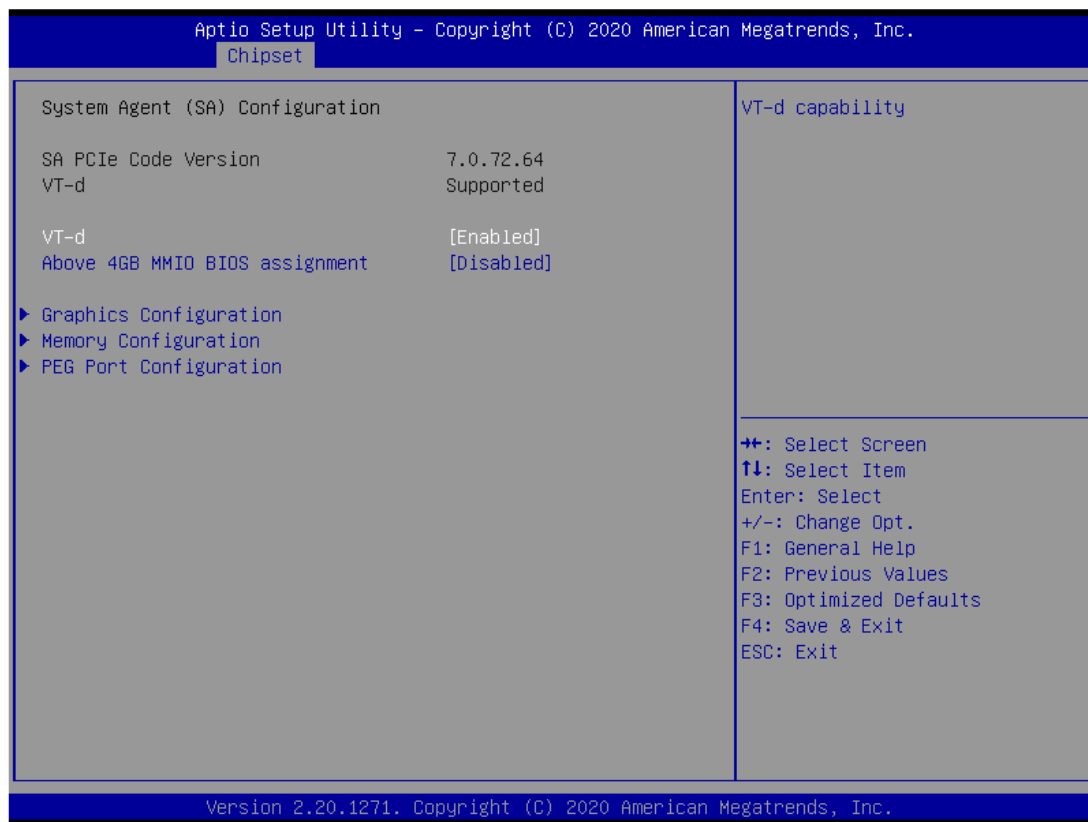 Aptio Setup Utility – Copyright (C) 2020 American Megatrends, Inc.
Chipset
System Agent (SA) Configuration
SA PCIe Code Version 7.0.72.64
VT-d Supported
VT-d [Enabled]
Above 4GB MMIO BIOS assignment [Disabled]
▶ Graphics Configuration
▶ Memory Configuration
▶ PEG Port Configuration
VT-d capability
→←: Select Screen
↑↓: Select Item
Enter: Select
+/-: Change Opt.
F1: General Help
F2: Previous Values
F3: Optimized Defaults
F4: Save & Exit
ESC: Exit
Version 2.20.1271. Copyright (C) 2020 American Megatrends, Inc.